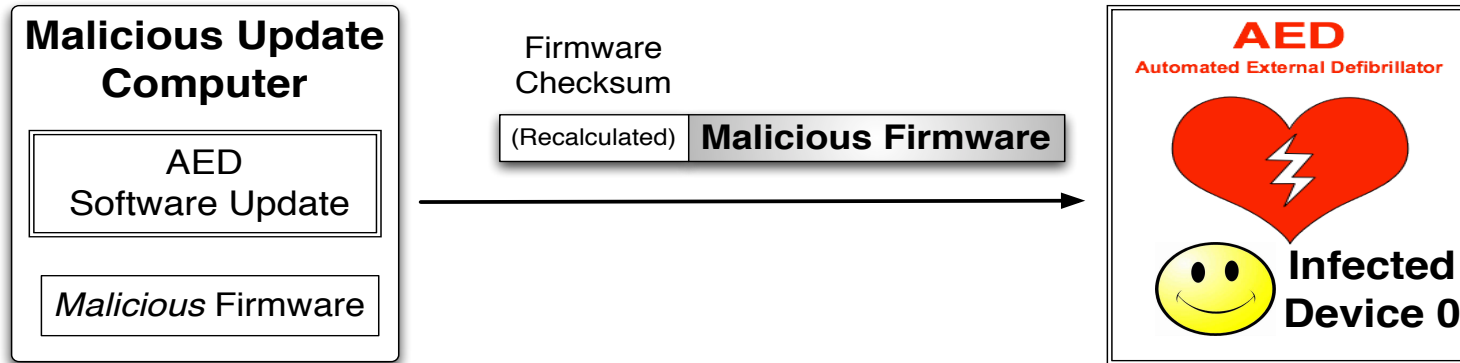 Malicious Update
Computer
AED
Software Update
Malicious Firmware
Firmware
Checksum
(Recalculated) Malicious Firmware
AED
Automated External Defibrillator
Infected
Device 0